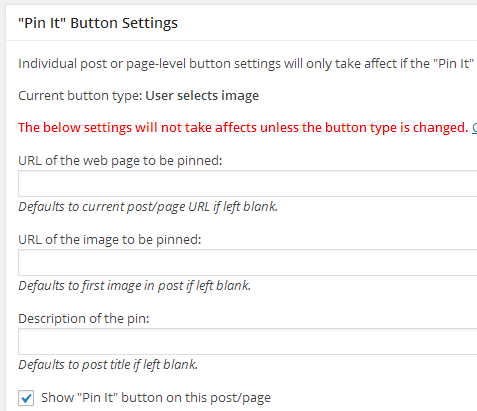 "Pin It" Button Settings
Individual post or page-level button settings will only take affect if the "Pin It"
Current button type: User selects image
The below settings will not take affects unless the button type is changed.
URL of the web page to be pinned:
Defaults to current post/page URL if left blank.
URL of the image to be pinned:
Defaults to first image in post if left blank.
Description of the pin:
Defaults to post title if left blank.
Show "Pin It" button on this post/page